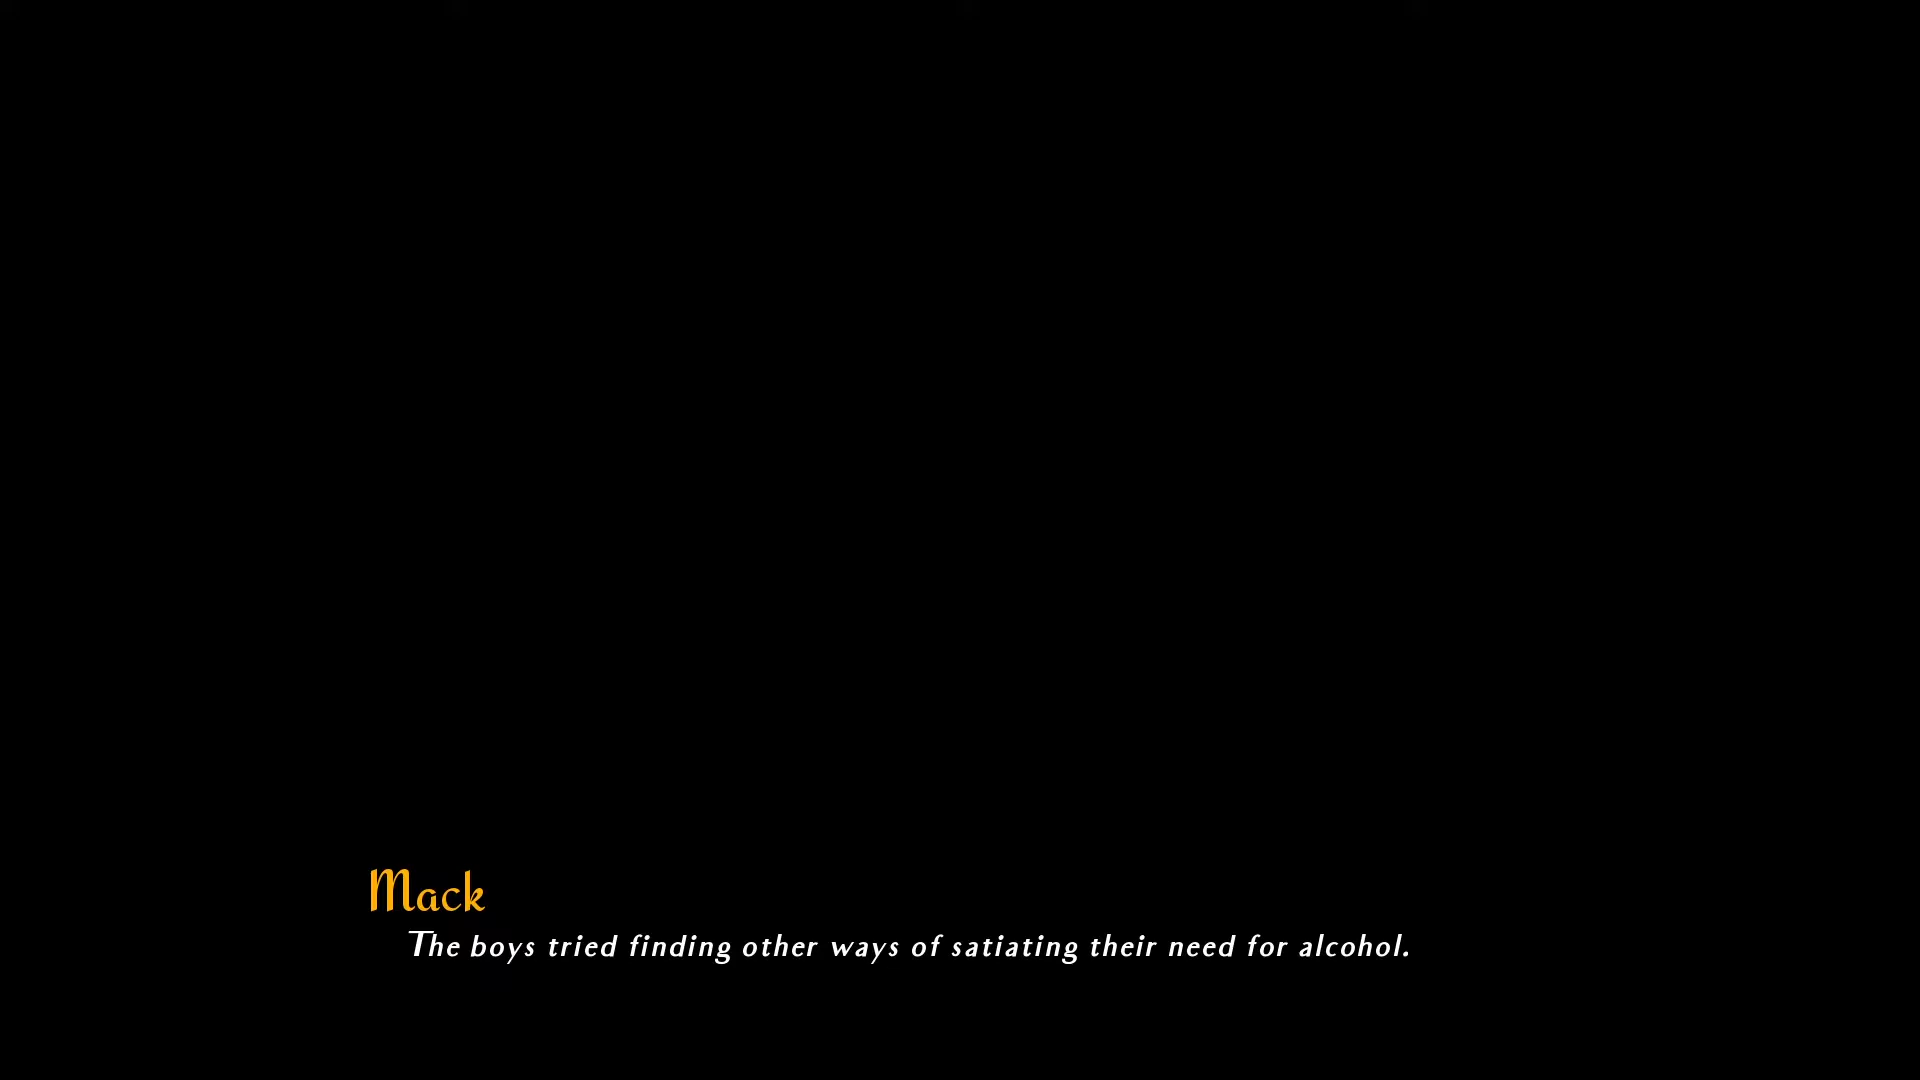 Mack
The boys tried finding other ways of satiating their need for alcohol.